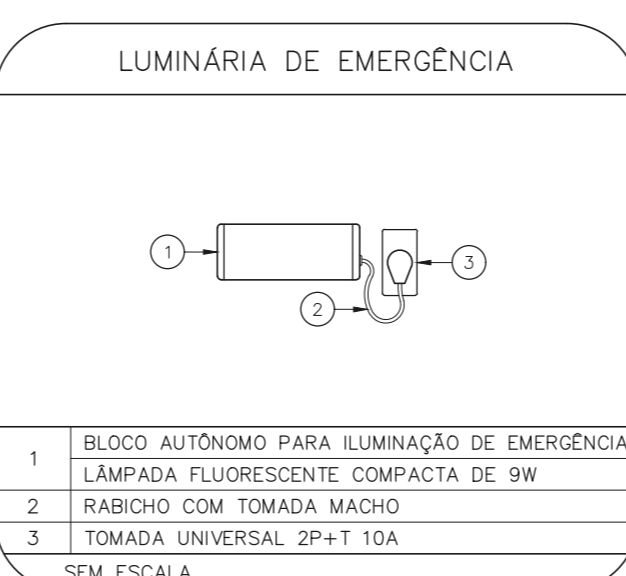 LUMINÁRIA DE EMERGÊNCIA
1
3
2
1 BLOCO AUTÔNOMO PARA ILUMINAÇÃO DE EMERGÊNCIA
LÂMPADA FLUORESCENTE COMPACTA DE 9W
2 RABICHO COM TOMADA MACHO
3 TOMADA UNIVERSAL 2P+T 10A
SEM ESCALA